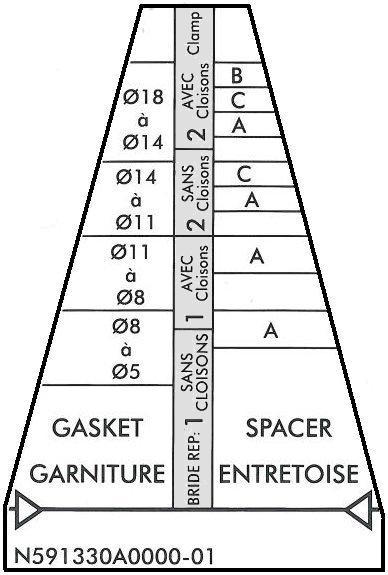 Clamp
Ø18
à
Ø14
2 AVEC Cloisons
B
C
A
Ø14
à
Ø11
2 SANS Cloisons
C
A
Ø11
à
Ø8
1 AVEC Cloisons
A
Ø8
à
Ø5
BRIDE REP: 1 SANS CLOISONS
A
GASKET
SPACER
GARNITURE
ENTRETOISE
N591330A0000-01